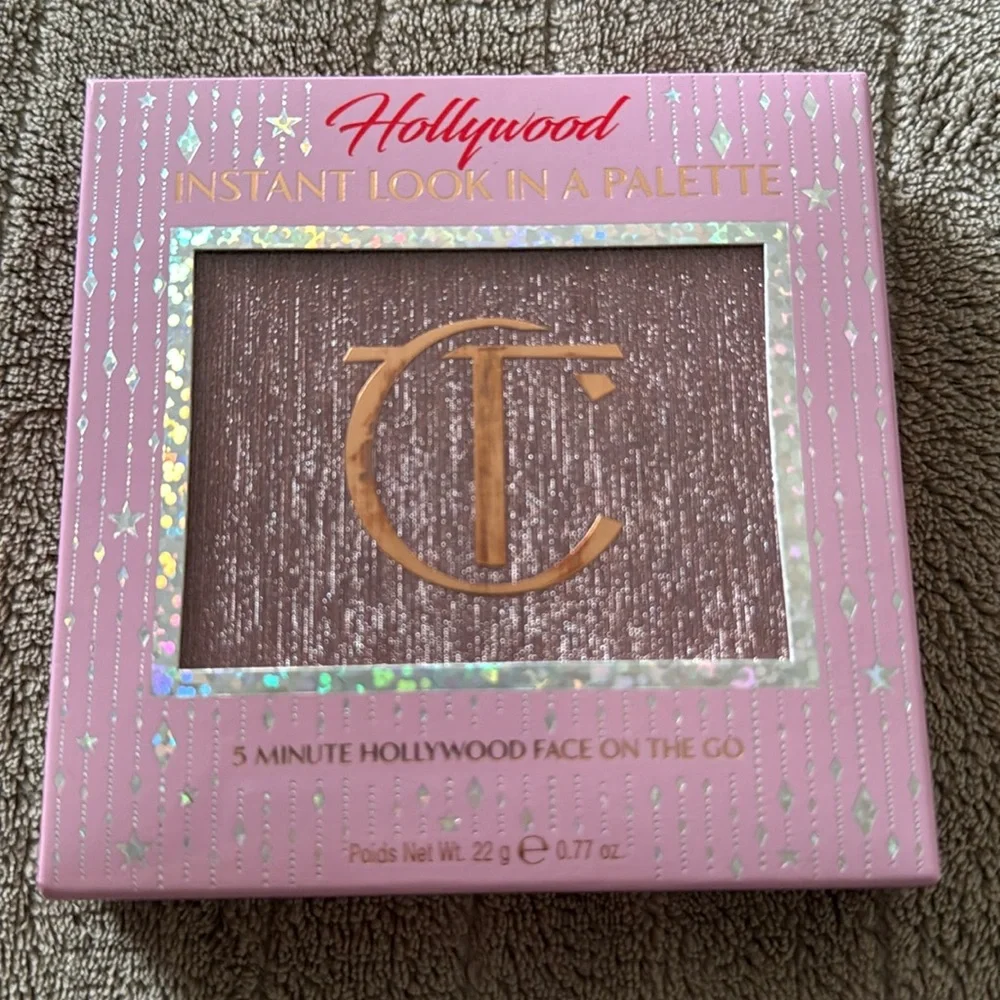 Hollywood
INSTANT LOOK IN A PALETTE
CT
5 MINUTE HOLLYWOOD FACE ON THE GO
Poids Net Wt. 22 g ℮ 0.77 oz.